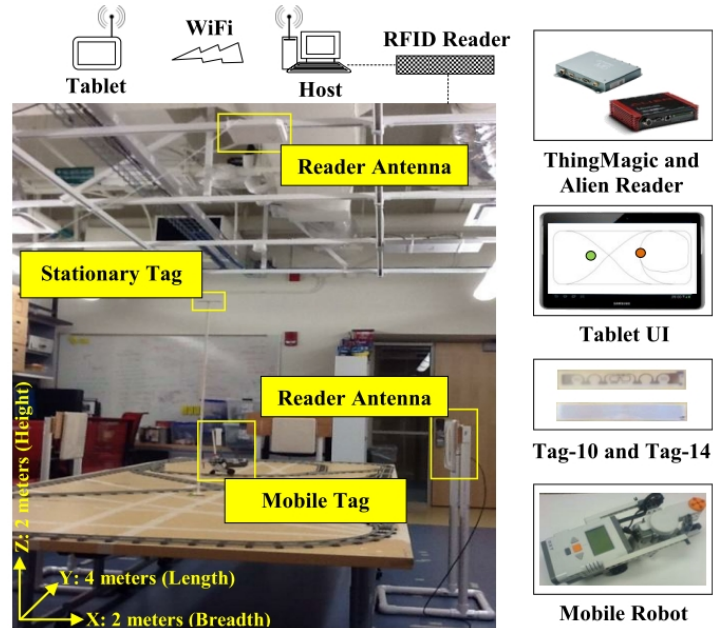 WiFi
RFID Reader
Tablet
Host
Reader Antenna
Stationary Tag
Reader Antenna
Mobile Tag
Z: 2 meters (Height)
Y: 4 meters (Length)
X: 2 meters (Breadth)
ThingMagic and
Alien Reader
SAMSUNG
Tablet UI
Tag-10 and Tag-14
Mobile Robot